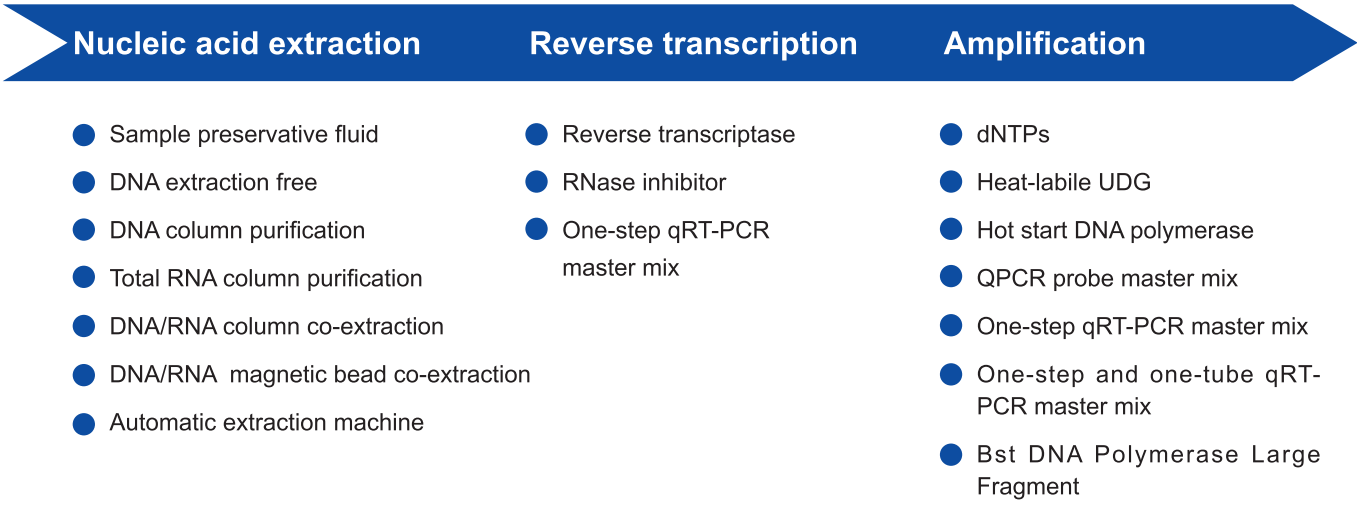 Nucleic acid extraction
Reverse transcription
Amplification
Sample preservative fluid
DNA extraction free
DNA column purification
Total RNA column purification
DNA/RNA column co-extraction
DNA/RNA magnetic bead co-extraction
Automatic extraction machine
Reverse transcriptase
RNase inhibitor
One-step qRT-PCR
master mix
dNTPs
Heat-labile UDG
Hot start DNA polymerase
QPCR probe master mix
One-step qRT-PCR master mix
One-step and one-tube qRT-
PCR master mix
Bst DNA Polymerase Large
Fragment